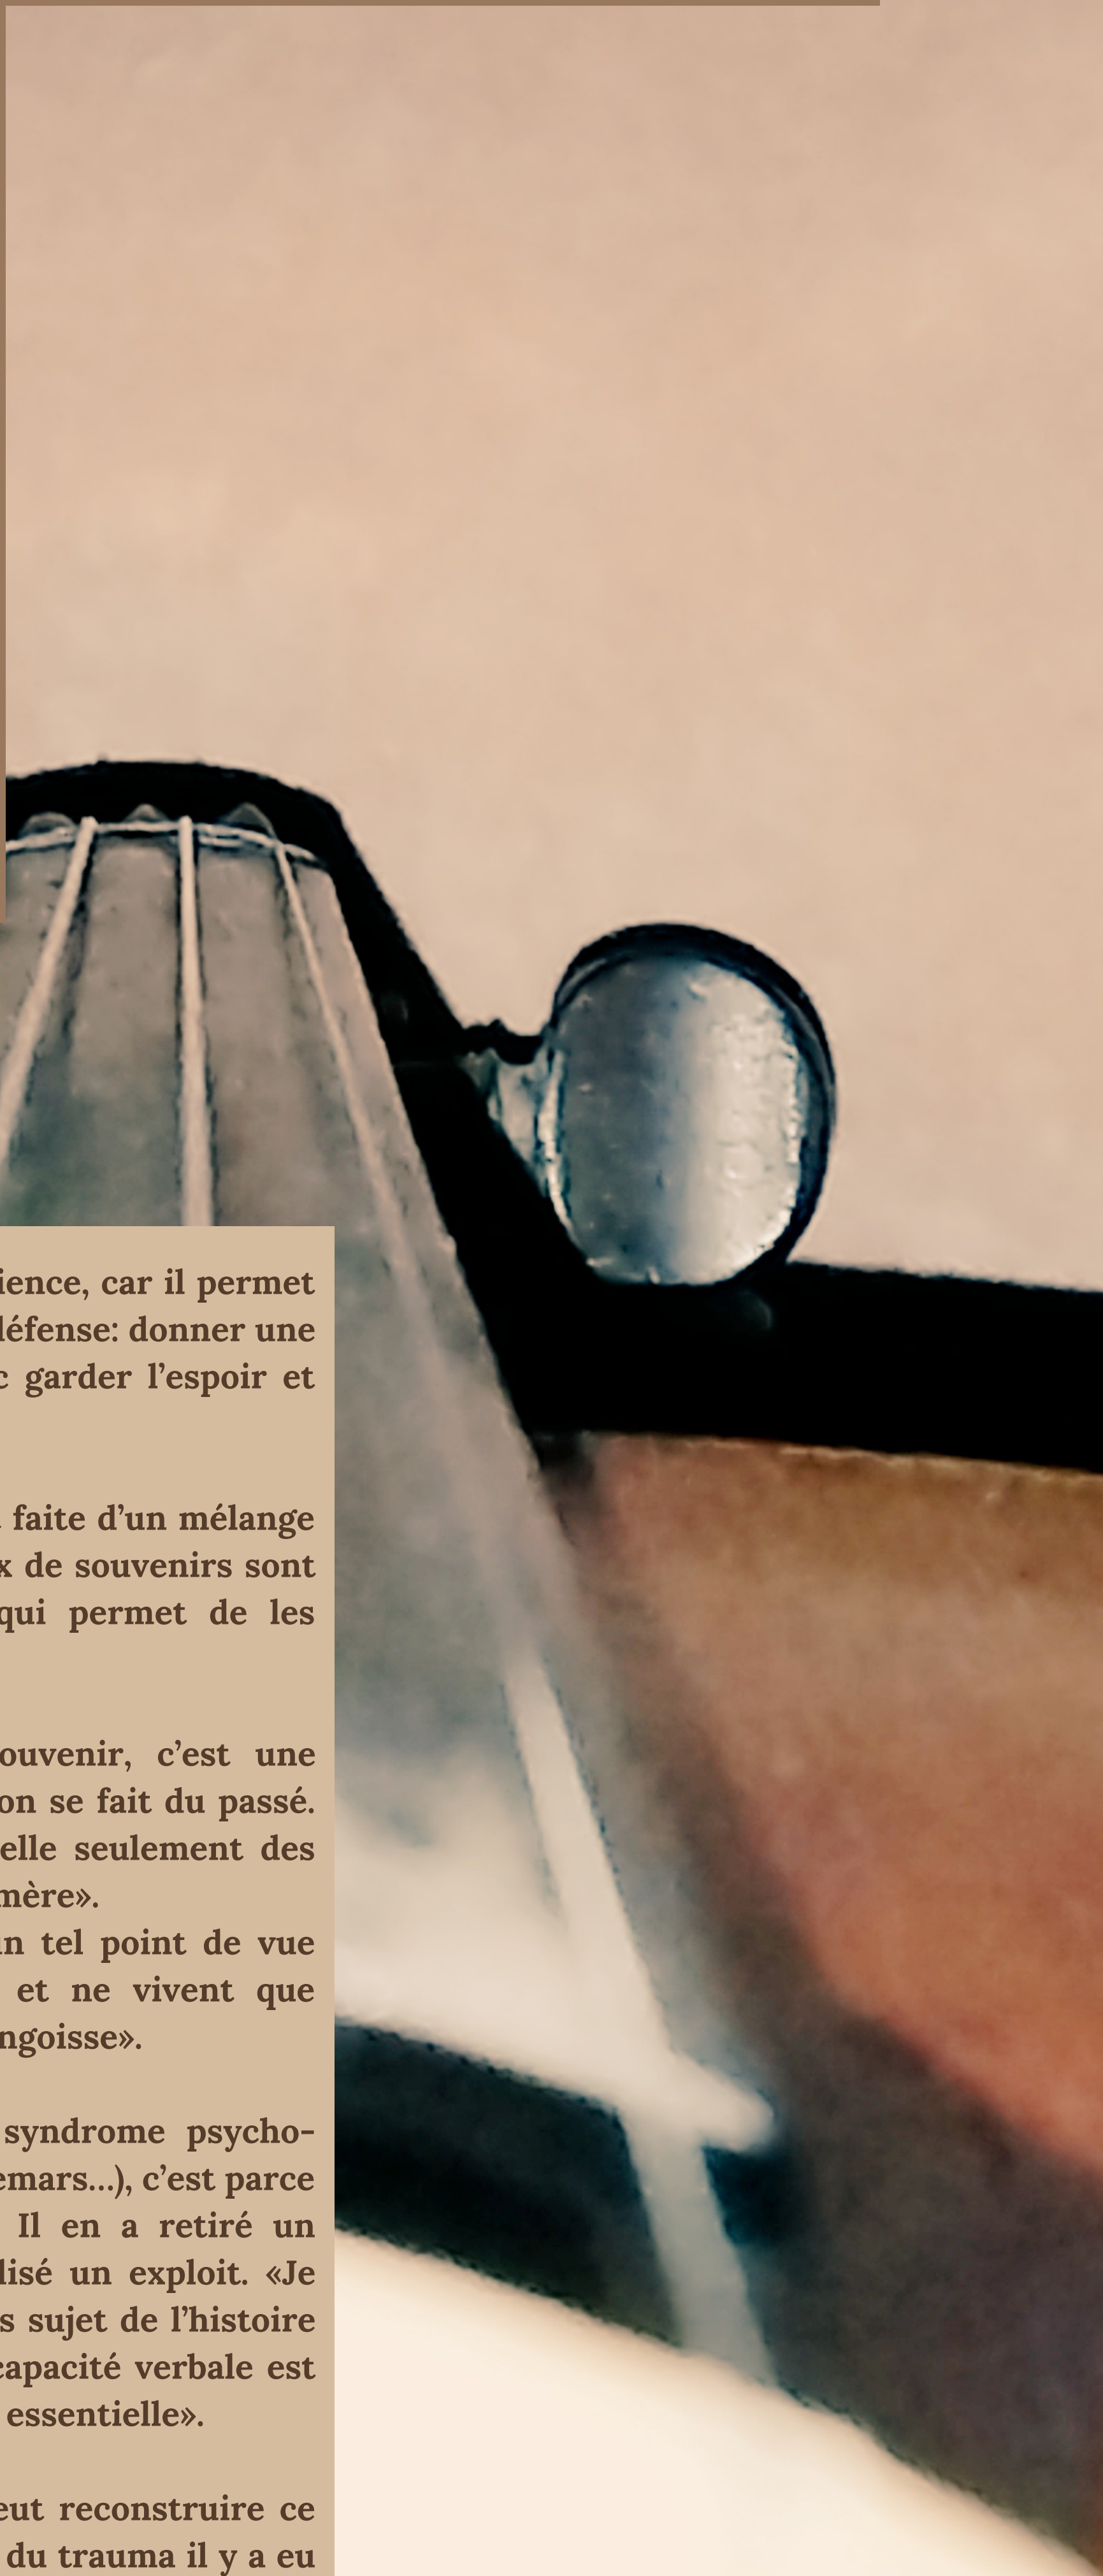 ience, car il permet
défense: donner une
c garder l’espoir et
faite d’un mélange
x de souvenirs sont
qui permet de les
ouvenir, c’est une
on se fait du passé.
elle seulement des
mère».
un tel point de vue
et ne vivent que
ngoisse».
syndrome psycho-
emars…), c’est parce
Il en a retiré un
lisé un exploit. «Je
s sujet de l’histoire
capacité verbale est
essentielle».
eut reconstruire ce
du trauma il y a eu